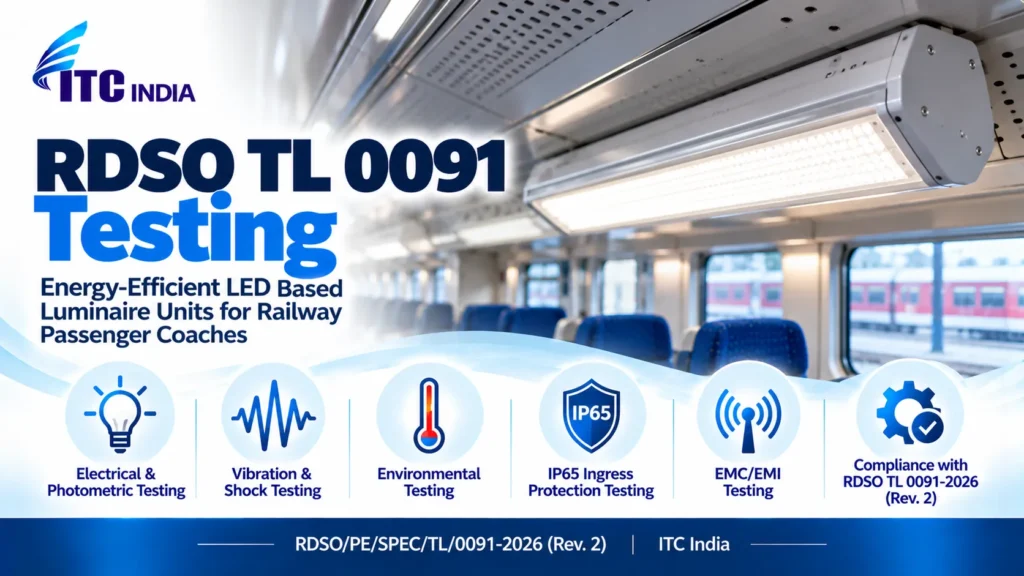 ITC INDIA
RDSO TL 0091
Testing
Energy-Efficient LED Based
Luminaire Units for Railway
Passenger Coaches
Electrical &
Photometric Testing
Vibration &
Shock Testing
Environmental
Testing
IP65
IP65 Ingress
Protection Testing
EMC/EMI
Testing
Compliance with
RDSO TL 0091-2026
(Rev. 2)
RDSO/PE/SPEC/TL/0091-2026 (Rev. 2) | ITC India